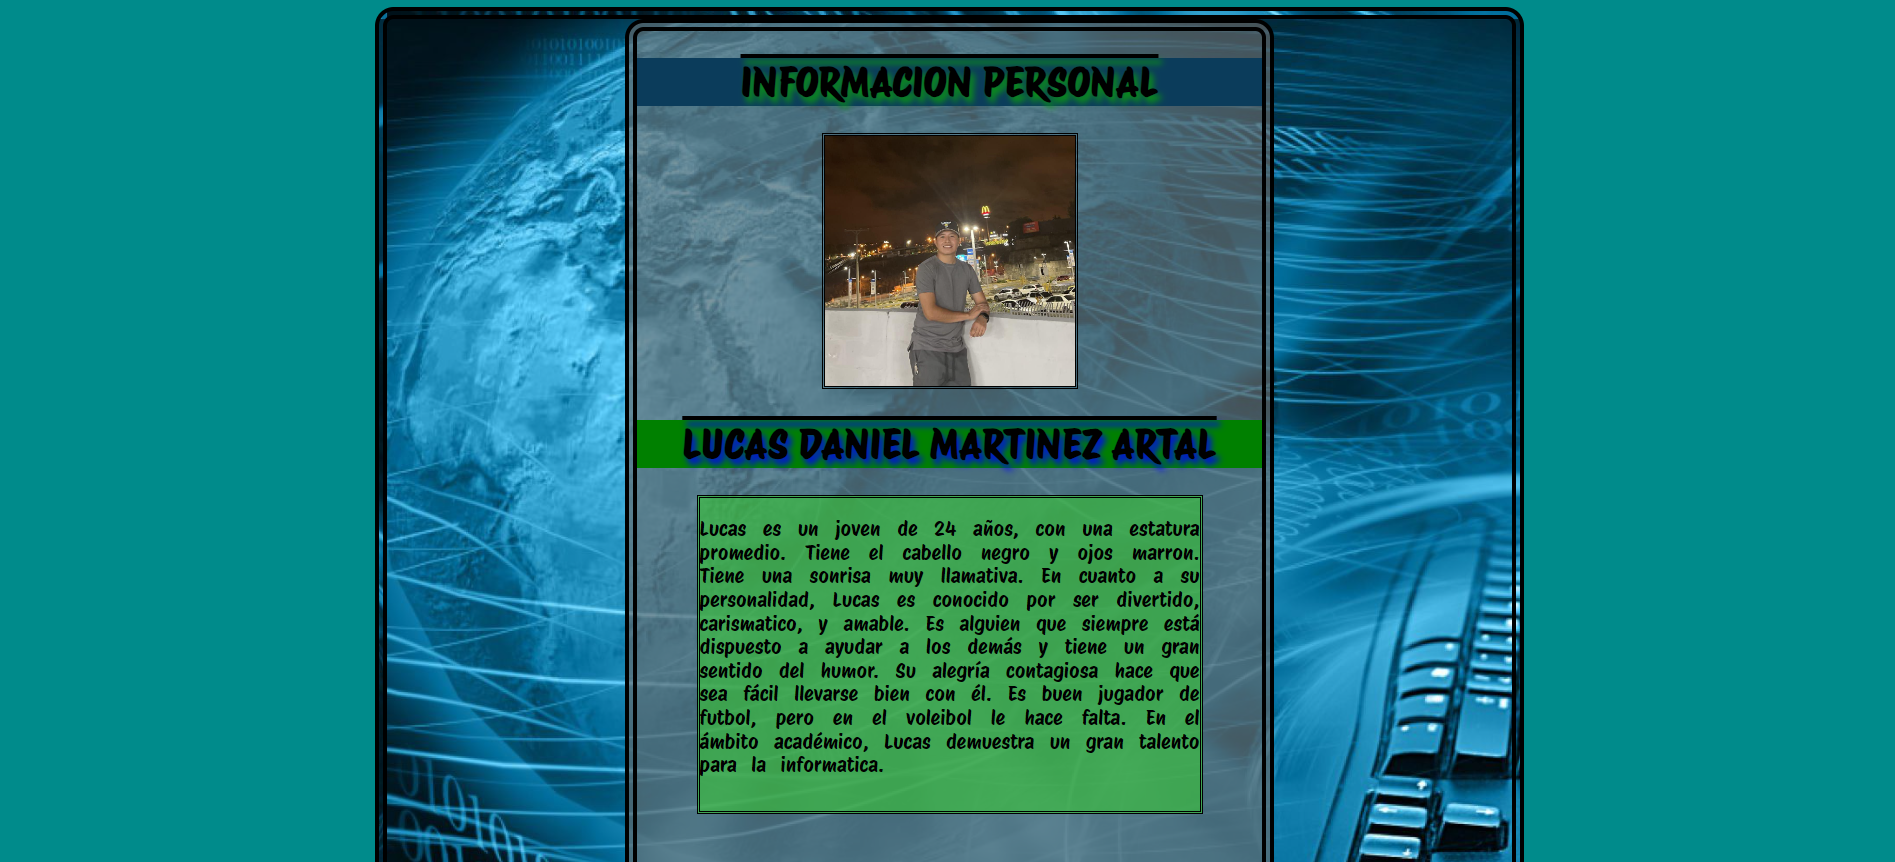 INFORMACION PERSONAL
LUCAS DANIEL MARTINEZ ARTAL
Lucas es un joven de 24 años, con una estatura
promedio. Tiene el cabello negro y ojos marron.
Tiene una sonrisa muy llamativa. En cuanto a su
personalidad, Lucas es conocido por ser divertido,
carismatico, y amable. Es alguien que siempre está
dispuesto a ayudar a los demás y tiene un gran
sentido del humor. Su alegría contagiosa hace que
sea fácil llevarse bien con él. Es buen jugador de
futbol, pero en el voleibol le hace falta. En el
ámbito académico, Lucas demuestra un gran talento
para la informatica.